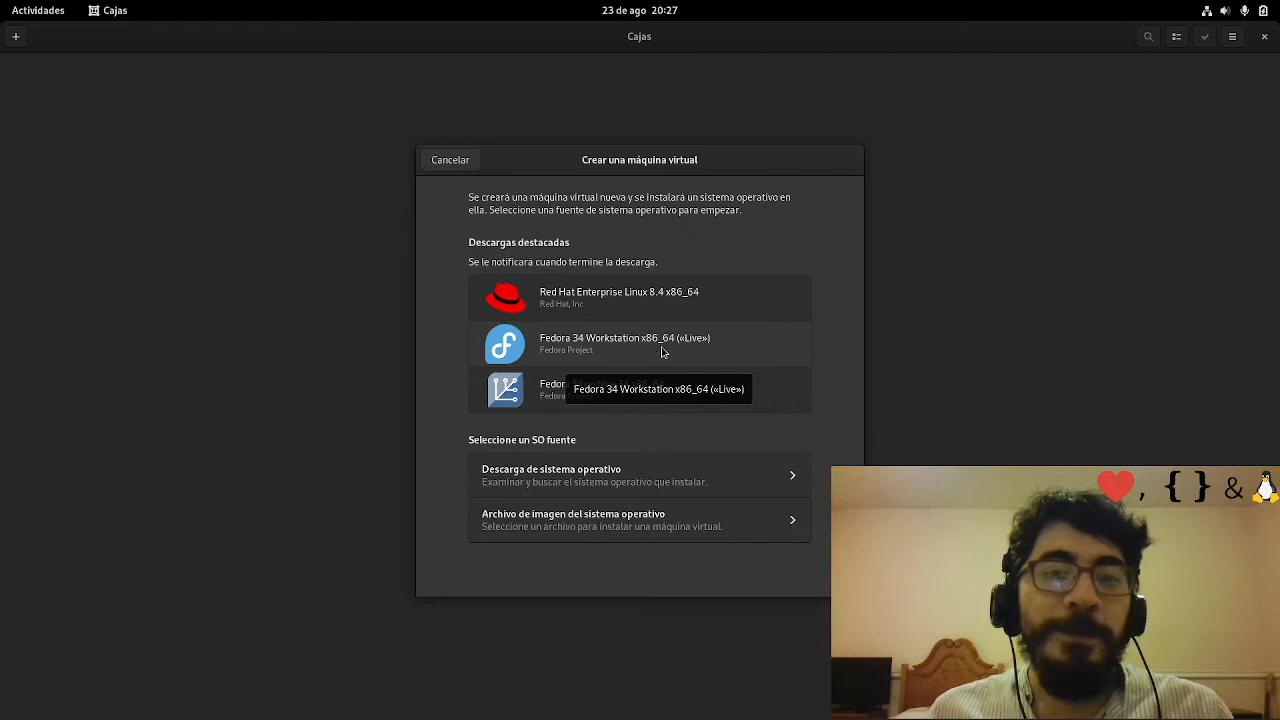 Actividades
Cajas
23 de ago 20:27
Cajas
Cancelar
Crear una máquina virtual
Se creará una máquina virtual nueva y se instalará un sistema operativo en
ella. Seleccione una fuente de sistema operativo para empezar.
Descargas destacadas
Se le notificará cuando termine la descarga.
Red Hat Enterprise Linux 8.4 x86_64
Red Hat, Inc
Fedora 34 Workstation x86_64 («Live»)
Fedora Project
Fedora 34 Workstation x86_64 («Live»)
Seleccione un SO fuente
Descarga de sistema operativo
Examinar y buscar el sistema operativo que instalar.
Archivo de imagen del sistema operativo
Seleccione un archivo para instalar una máquina virtual.
, { } &